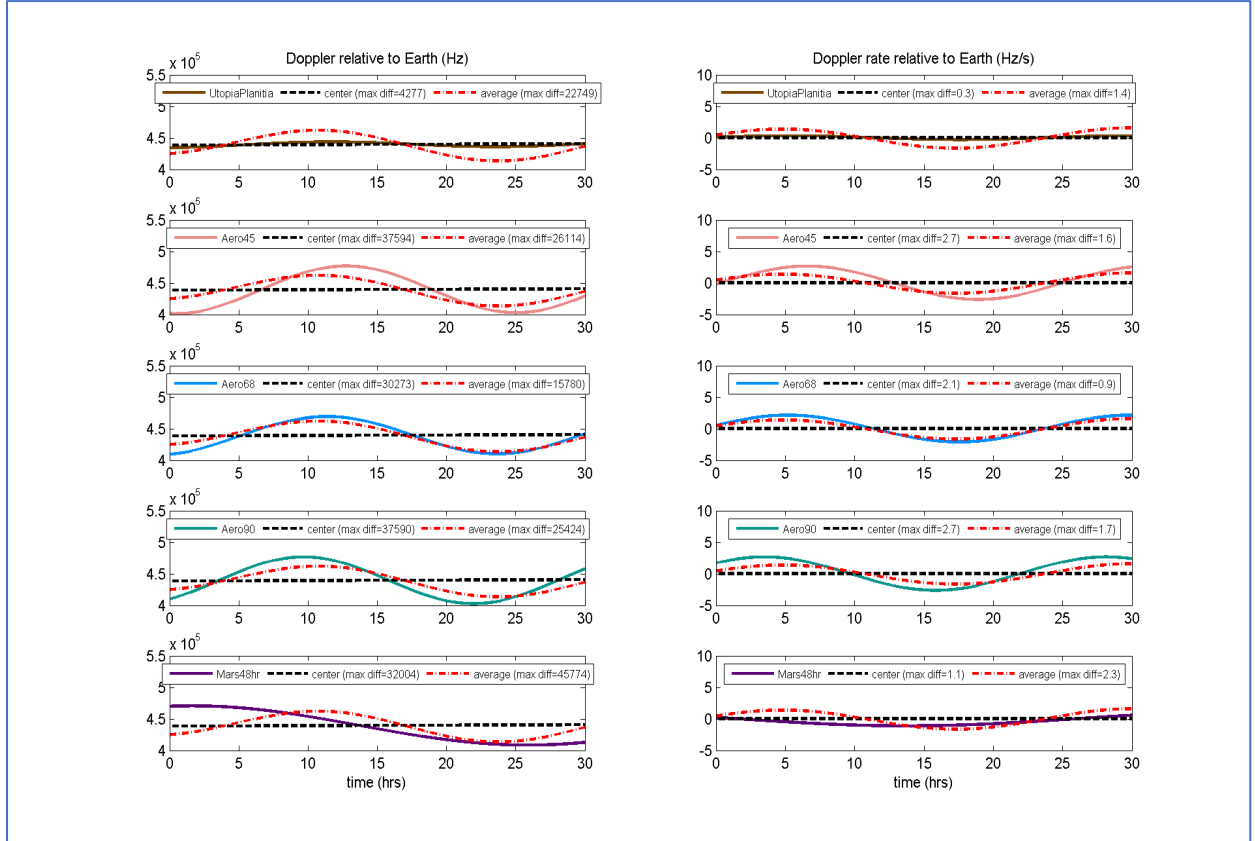 Doppler relative to Earth (Hz)
x 10^5
5.5
5
4.5
4
UtopiaPlanitia center (max diff=4277) average (max diff=22749)
0 5 10 15 20 25 30
Doppler rate relative to Earth (Hz/s)
10
5
0
-5
UtopiaPlanitia center (max diff=0.3) average (max diff=1.4)
0 5 10 15 20 25 30
x 10^5
5.5
5
4.5
4
Aero45 center (max diff=37594) average (max diff=26114)
0 5 10 15 20 25 30
10
5
0
-5
Aero45 center (max diff=2.7) average (max diff=1.6)
0 5 10 15 20 25 30
x 10^5
5.5
5
4.5
4
Aero68 center (max diff=30273) average (max diff=15780)
0 5 10 15 20 25 30
10
5
0
-5
Aero68 center (max diff=2.1) average (max diff=0.9)
0 5 10 15 20 25 30
x 10^5
5.5
5
4.5
4
Aero90 center (max diff=37590) average (max diff=25424)
0 5 10 15 20 25 30
10
5
0
-5
Aero90 center (max diff=2.7) average (max diff=1.7)
0 5 10 15 20 25 30
x 10^5
5.5
5
4.5
4
Mars48hr center (max diff=32004) average (max diff=45774)
0 5 10 15 20 25 30
time (hrs)
10
5
0
-5
Mars48hr center (max diff=1.1) average (max diff=2.3)
0 5 10 15 20 25 30
time (hrs)